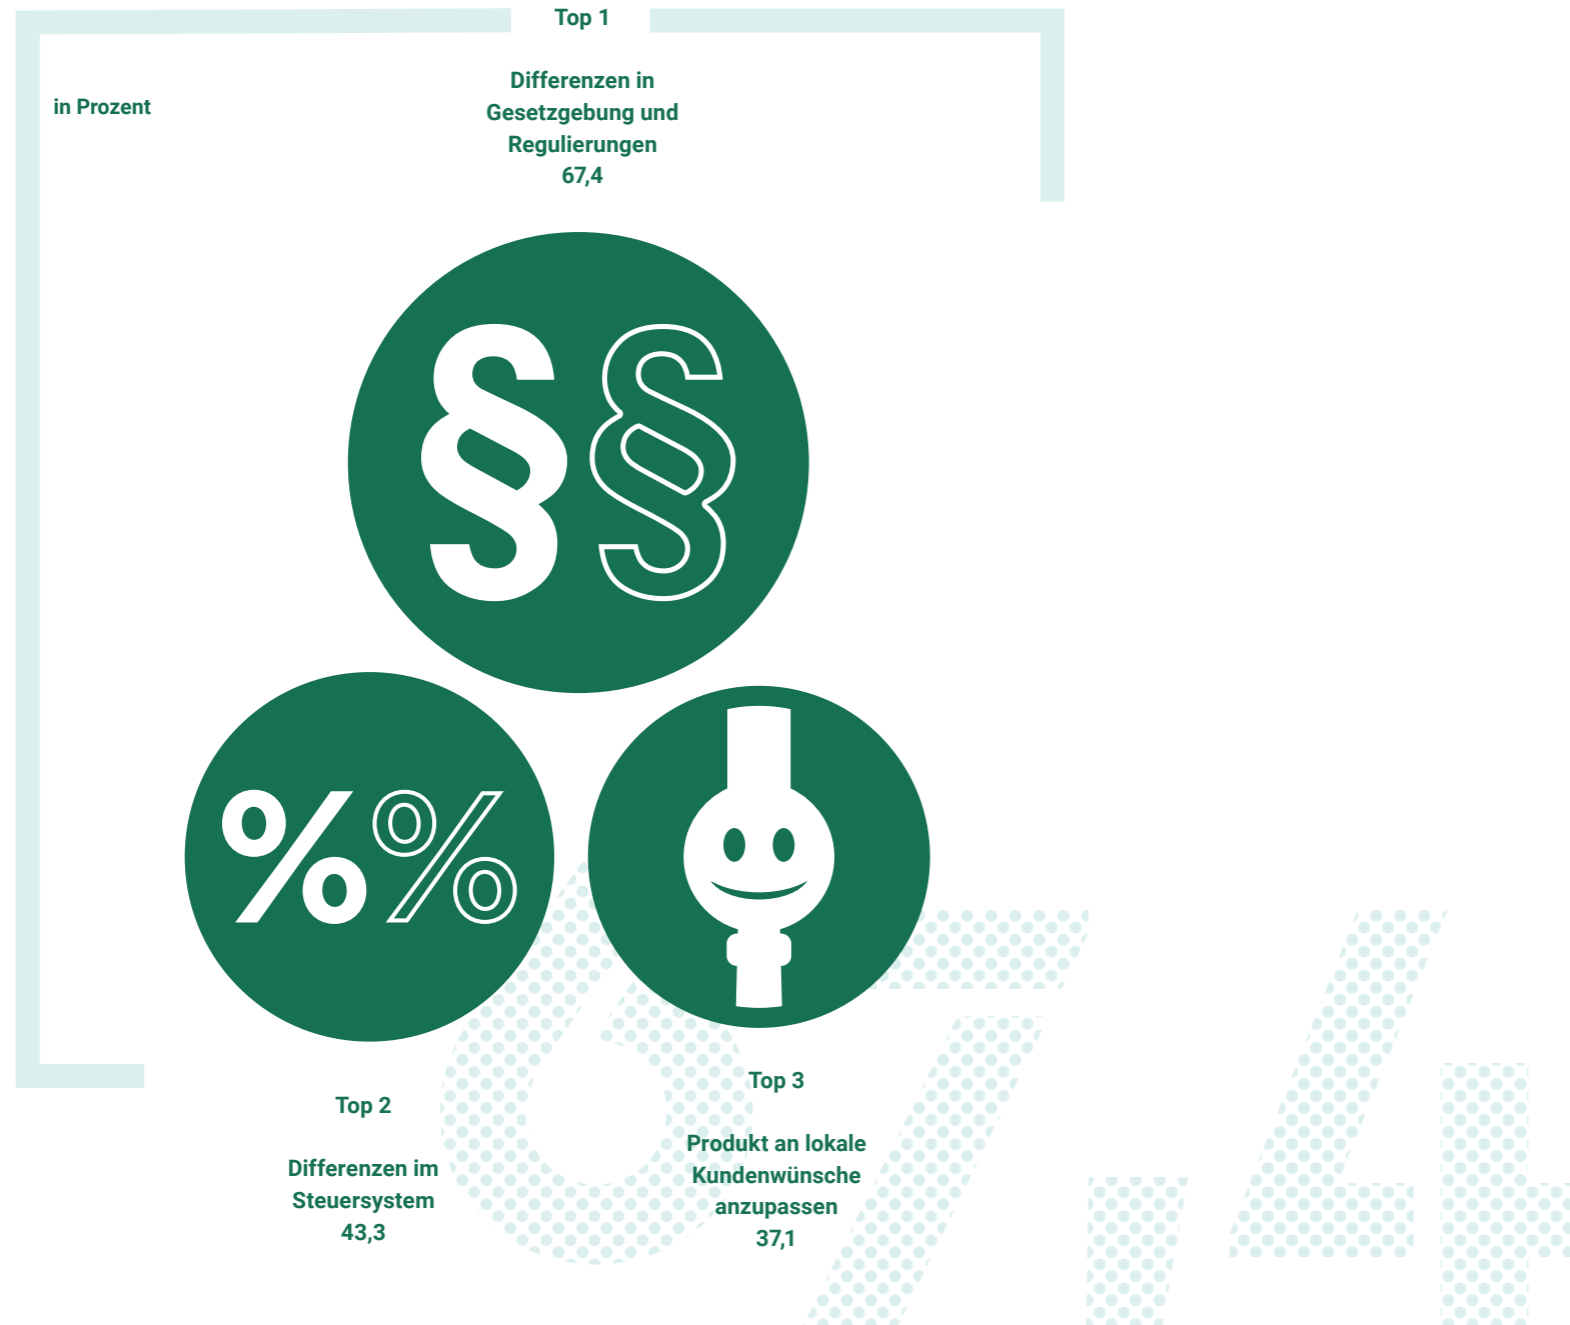 Top 1
in Prozent
Differenzen in
Gesetzgebung und
Regulierungen
67,4
§§
%%
Top 2
Differenzen im
Steuersystem
43,3
Top 3
Produkt an lokale
Kundenwünsche
anzupassen
37,1
67,4